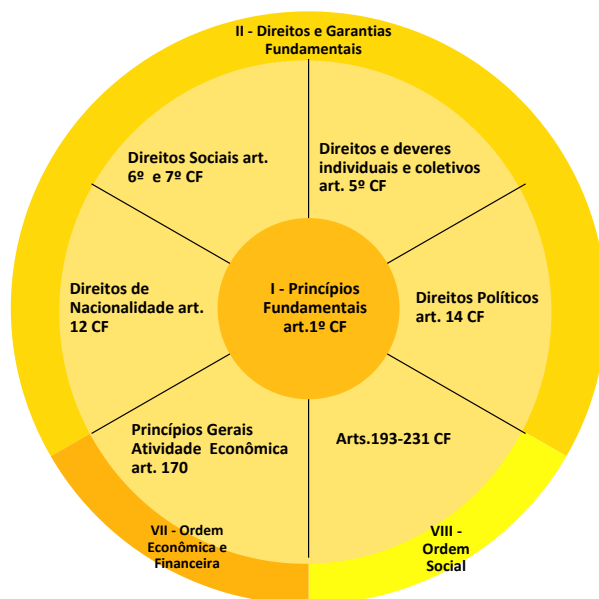 II - Direitos e Garantias
Fundamentais
Direitos Sociais art.
6º e 7º CF
Direitos e deveres
individuais e coletivos
art. 5º CF
Direitos de
Nacionalidade art.
12 CF
I - Princípios
Fundamentais
art.1º CF
Direitos Políticos
art. 14 CF
Princípios Gerais
Atividade Econômica
art. 170
Arts.193-231 CF
VII - Ordem
Econômica e
Financeira
VIII -
Ordem
Social